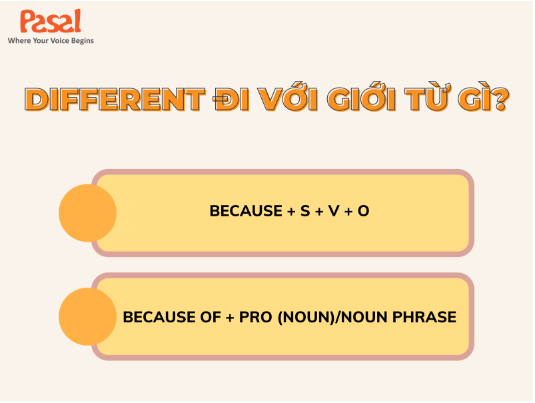 Pasal
Where Your Voice Begins
DIFFERENT ĐI VỚI GIỚI TỪ GÌ?
BECAUSE + S + V + O
BECAUSE OF + PRO (NOUN)/NOUN PHRASE